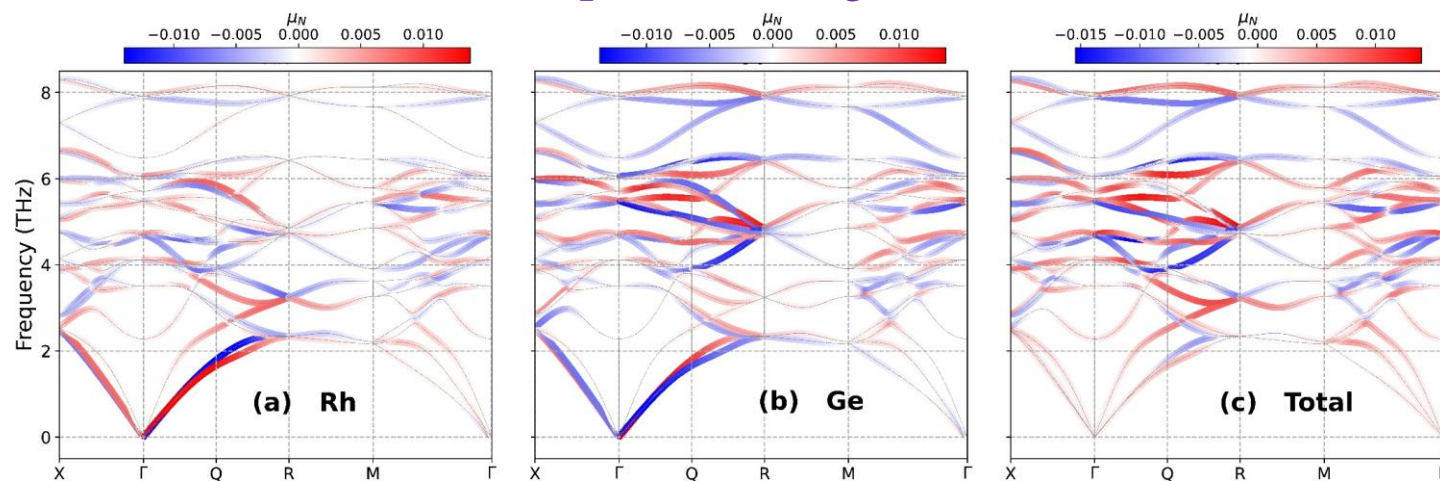 μN μN μN
−0.010 −0.005 0.000 0.005 0.010 −0.010 −0.005 0.000 0.005 0.010 −0.015 −0.010 −0.005 0.000 0.005 0.010
8
6
4
2
0
Frequency (THz)
(a) Rh (b) Ge (c) Total
X Γ Q R M Γ X Γ Q R M Γ X Γ Q R M